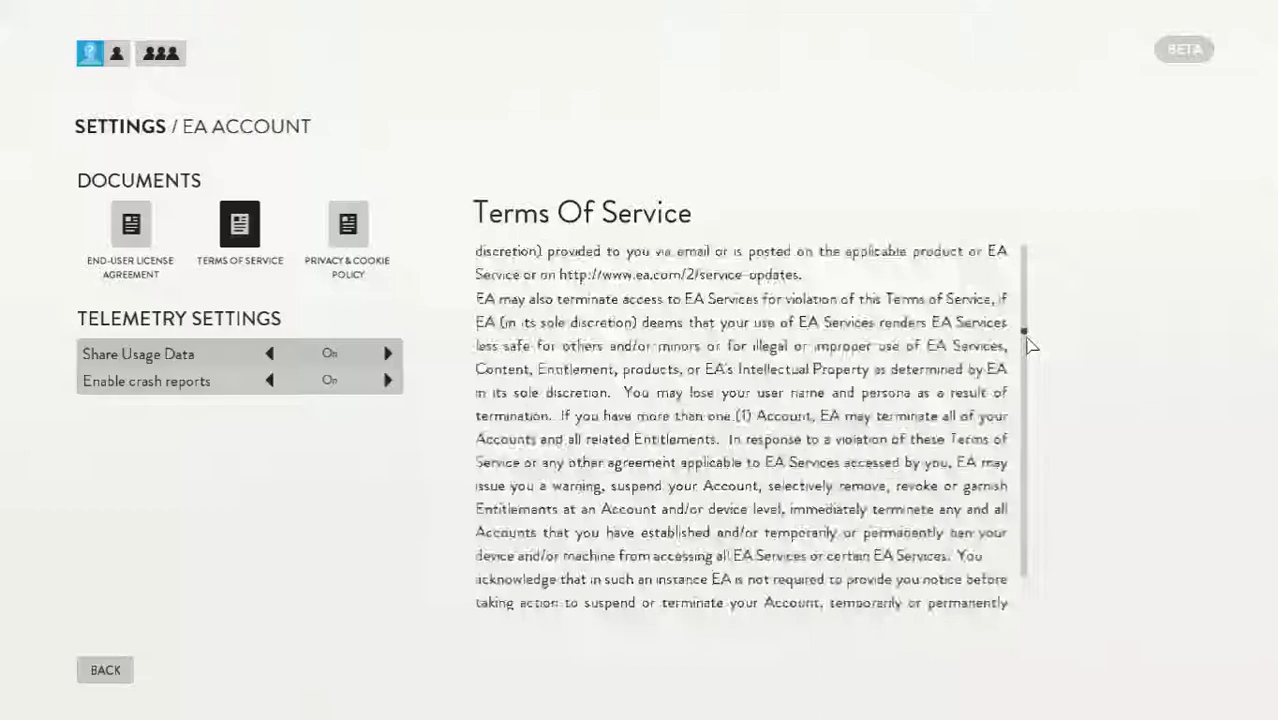 BETA
SETTINGS / EA ACCOUNT
DOCUMENTS
END-USER LICENSE
AGREEMENT
TERMS OF SERVICE
PRIVACY & COOKIE
POLICY
TELEMETRY SETTINGS
Share Usage Data On
Enable crash reports On
Terms Of Service
discretion) provided to you via email or is posted on the applicable product or EA
Service or on http://www.ea.com/2/service-updates.
EA may also terminate access to EA Services for violation of this Terms of Service, if
EA (in its sole discretion) deems that your use of EA Services renders EA Services
less safe for others and/or minors or for illegal or improper use of EA Services,
Content, Entitlement, products, or EA's Intellectual Property as determined by EA
in its sole discretion. You may lose your user name and persona as a result of
termination. If you have more than one (1) Account, EA may terminate all of your
Accounts and all related Entitlements. In response to a violation of these Terms of
Service or any other agreement applicable to EA Services accessed by you, EA may
issue you a warning, suspend your Account, selectively remove, revoke or garnish
Entitlements at an Account and/or device level, immediately terminate any and all
Accounts that you have established and/or temporarily or permanently ban your
device and/or machine from accessing all EA Services or certain EA Services. You
acknowledge that in such an instance EA is not required to provide you notice before
taking action to suspend or terminate your Account, temporarily or permanently
BACK